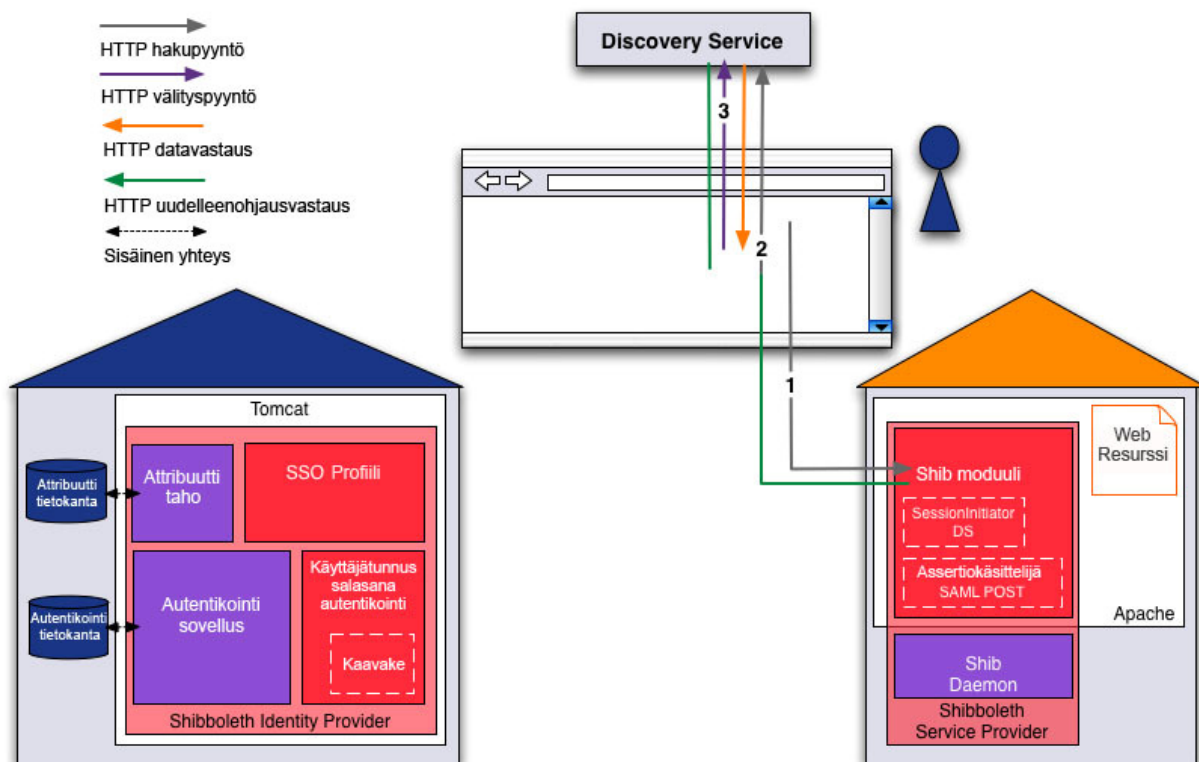 HTTP hakupyyntö
HTTP välityspyyntö
HTTP datavastaus
HTTP uudelleenohjausvastaus
Sisäinen yhteys
Discovery Service
3
2
1
Tomcat
Attribuutti
taho
SSO Profiili
Attribuutti
tietokanta
Autentikointi
sovellus
Käyttäjätunnus
salasana
autentikointi
Kaavake
Autentikointi
tietokanta
Shibboleth Identity Provider
Shib moduuli
SessionInitiator
DS
Assertiokäsittelijä
SAML POST
Web
Resurssi
Apache
Shib
Daemon
Shibboleth
Service Provider